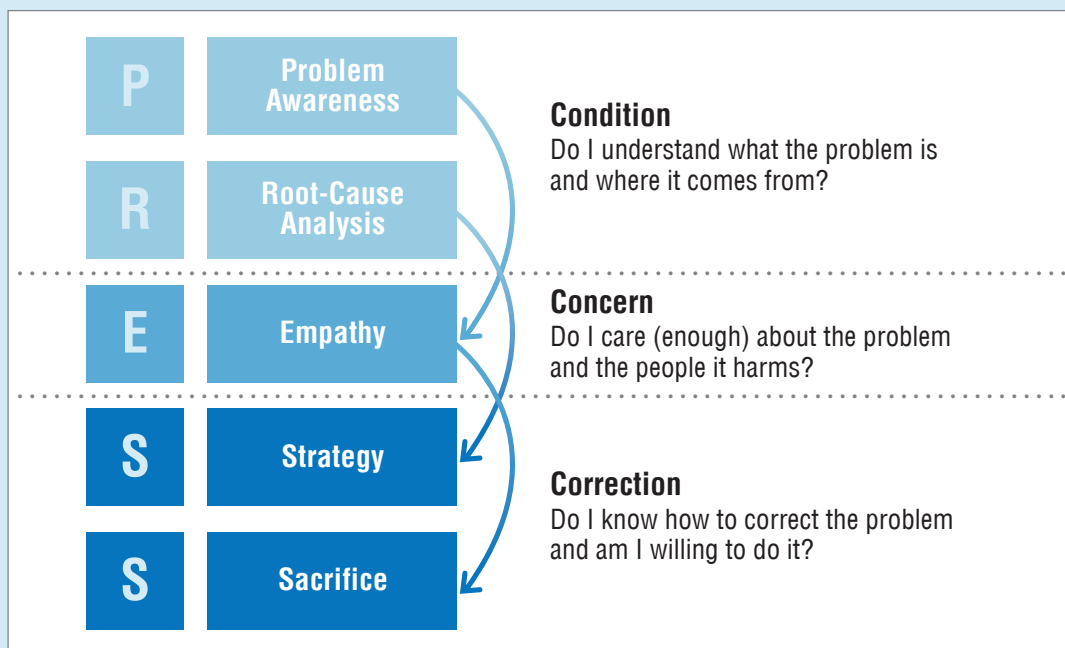 P
Problem
Awareness
R
Root-Cause
Analysis
Condition
Do I understand what the problem is
and where it comes from?
E
Empathy
Concern
Do I care (enough) about the problem
and the people it harms?
S
Strategy
S
Sacrifice
Correction
Do I know how to correct the problem
and am I willing to do it?